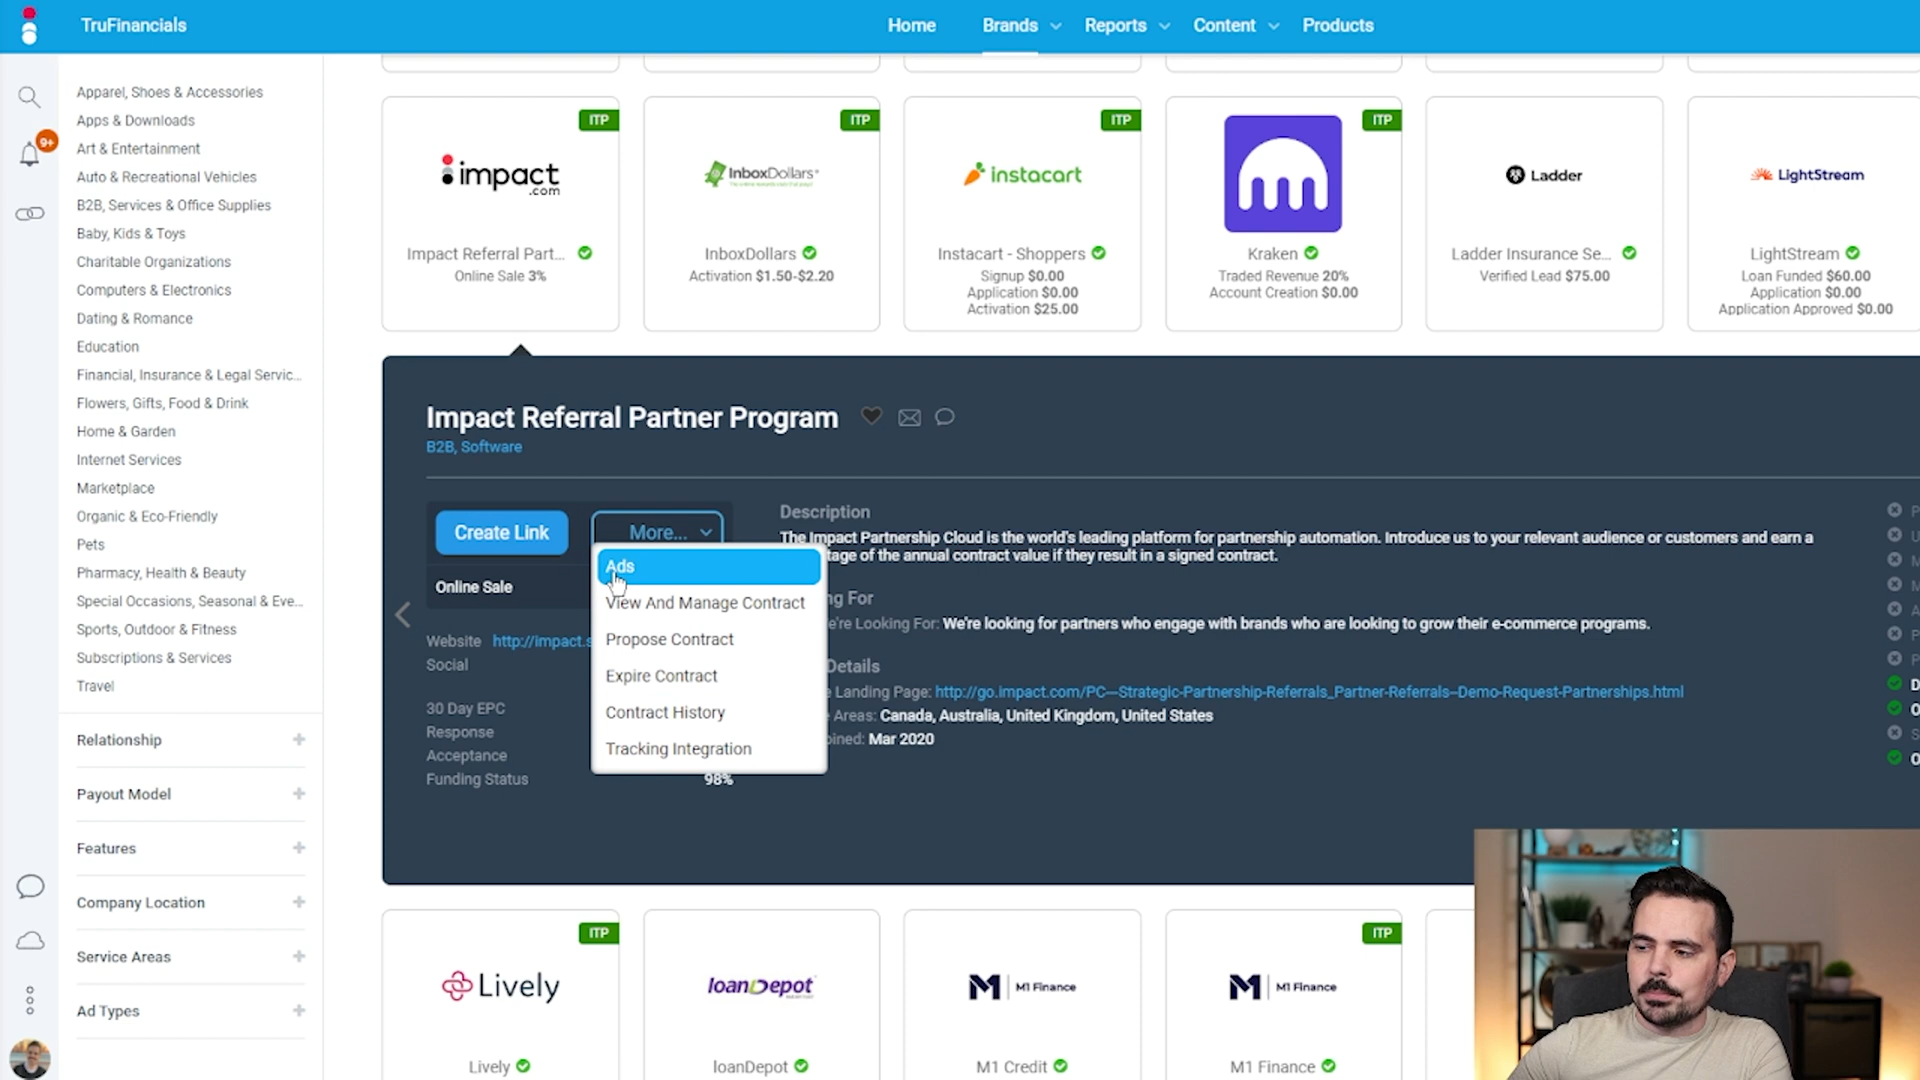 TruFinancials
Home
Brands
Reports
Content
Products
9+
Apparel, Shoes & Accessories
Apps & Downloads
Art & Entertainment
Auto & Recreational Vehicles
B2B, Services & Office Supplies
Baby, Kids & Toys
Charitable Organizations
Computers & Electronics
Dating & Romance
Education
Financial, Insurance & Legal Servic...
Flowers, Gifts, Food & Drink
Home & Garden
Internet Services
Marketplace
Organic & Eco-Friendly
Pets
Pharmacy, Health & Beauty
Special Occasions, Seasonal & Eve...
Sports, Outdoor & Fitness
Subscriptions & Services
Travel
Relationship
Payout Model
Features
Company Location
Service Areas
Ad Types
ITP
impact
.com
Impact Referral Part...
Online Sale 3%
ITP
InboxDollars
InboxDollars
Activation $1.50-$2.20
ITP
instacart
Instacart - Shoppers
Signup $0.00
Application $0.00
Activation $25.00
ITP
Kraken
Traded Revenue 20%
Account Creation $0.00
Ladder
Ladder Insurance Se...
Verified Lead $75.00
LightStream
LightStream
Loan Funded $60.00
Application $0.00
Application Approved $0.00
Impact Referral Partner Program
B2B, Software
Create Link
More...
Online Sale
Ads
View And Manage Contract
Propose Contract
Expire Contract
Contract History
Tracking Integration
Website http://impact.s
Social
30 Day EPC
Response
Acceptance
Funding Status 98%
Description
The Impact Partnership Cloud is the world's leading platform for partnership automation. Introduce us to your relevant audience or customers and earn a
tage of the annual contract value if they result in a signed contract.
ng For
're Looking For: We're looking for partners who engage with brands who are looking to grow their e-commerce programs.
Details
e Landing Page: http://go.impact.com/PC—Strategic-Partnership-Referrals_Partner-Referrals–Demo-Request-Partnerships.html
e Areas: Canada, Australia, United Kingdom, United States
oined: Mar 2020
P
U
M
M
A
P
P
D
O
S
O
ITP
Lively
Lively
loanDepot
loanDepot
M1 Finance
M1 Credit
ITP
M1 Finance
M1 Finance